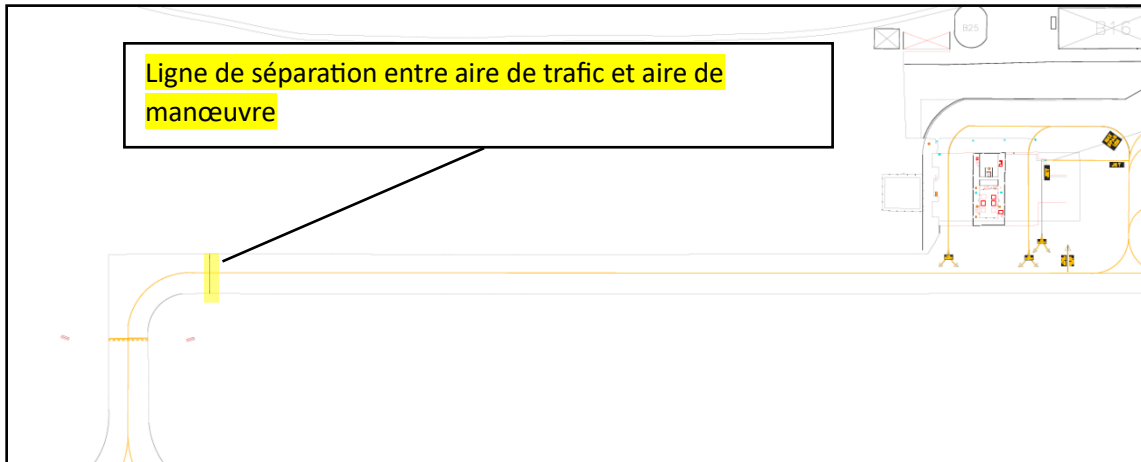 B25
B16
Ligne de séparation entre aire de trafic et aire de
manœuvre